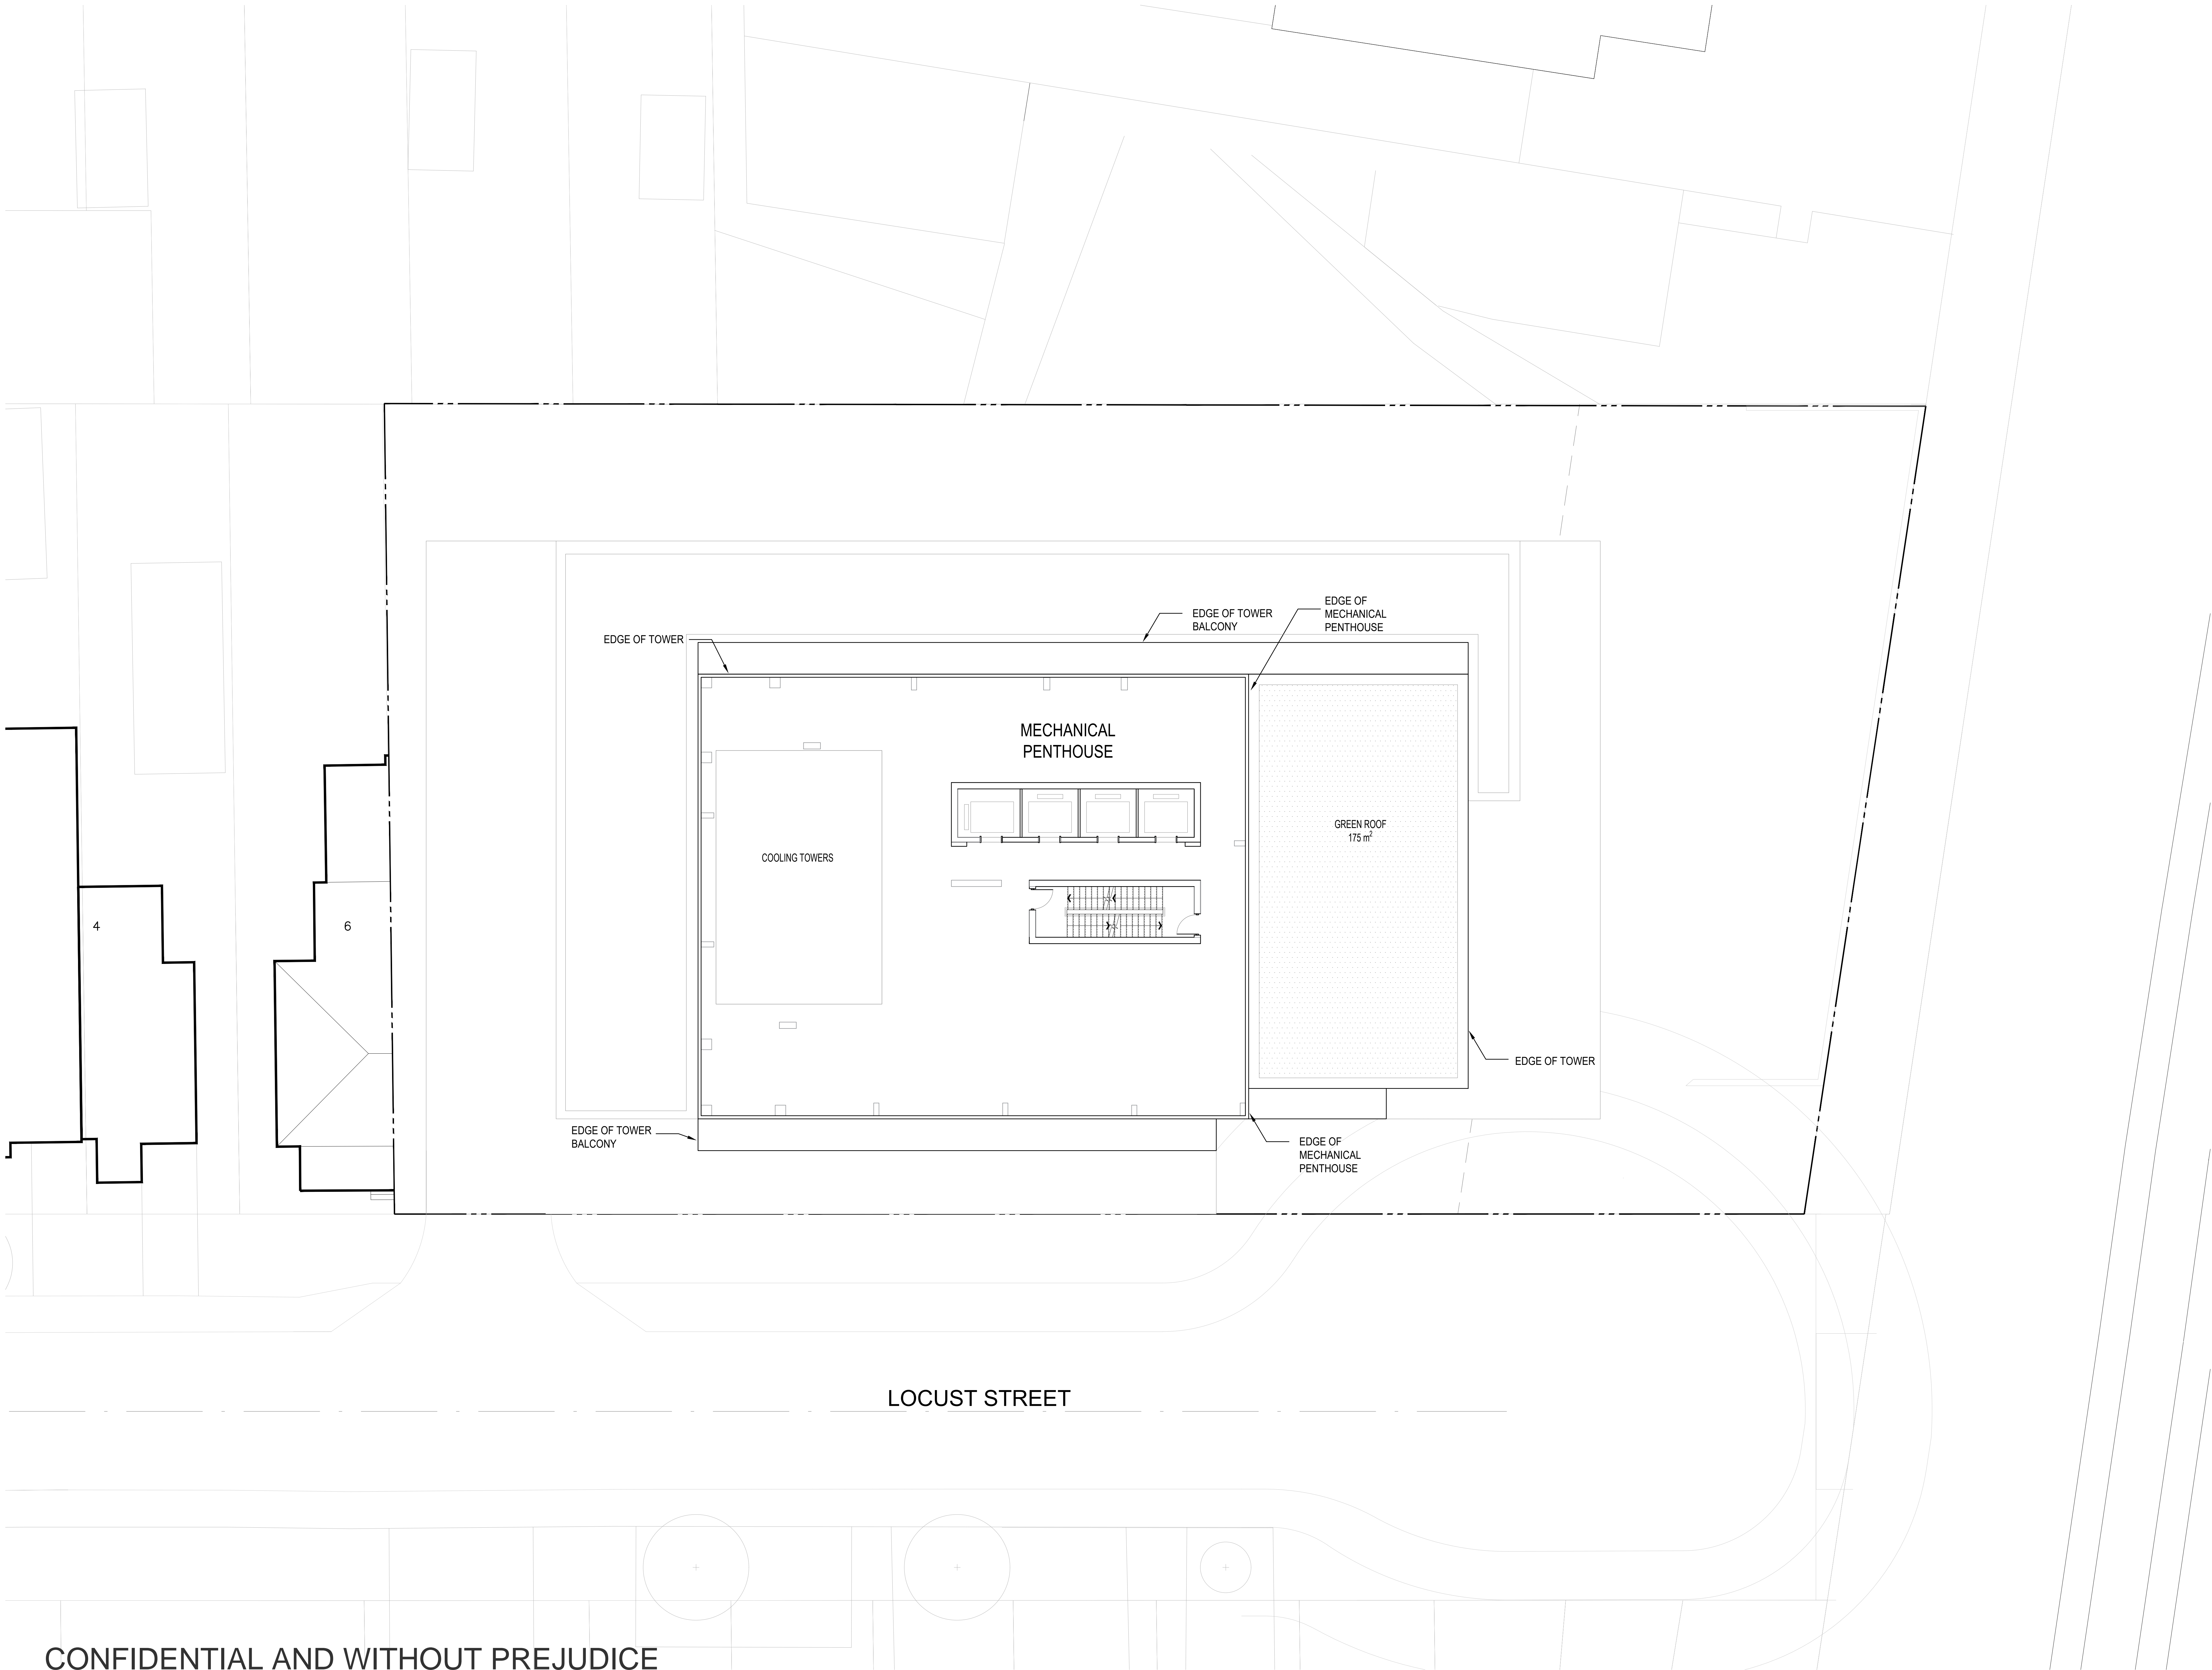 EDGE OF TOWER
EDGE OF TOWER
BALCONY
EDGE OF
MECHANICAL
PENTHOUSE
MECHANICAL
PENTHOUSE
COOLING TOWERS
GREEN ROOF
175 m²
4
6
EDGE OF TOWER
EDGE OF TOWER
BALCONY
EDGE OF
MECHANICAL
PENTHOUSE
LOCUST STREET
CONFIDENTIAL AND WITHOUT PREJUDICE